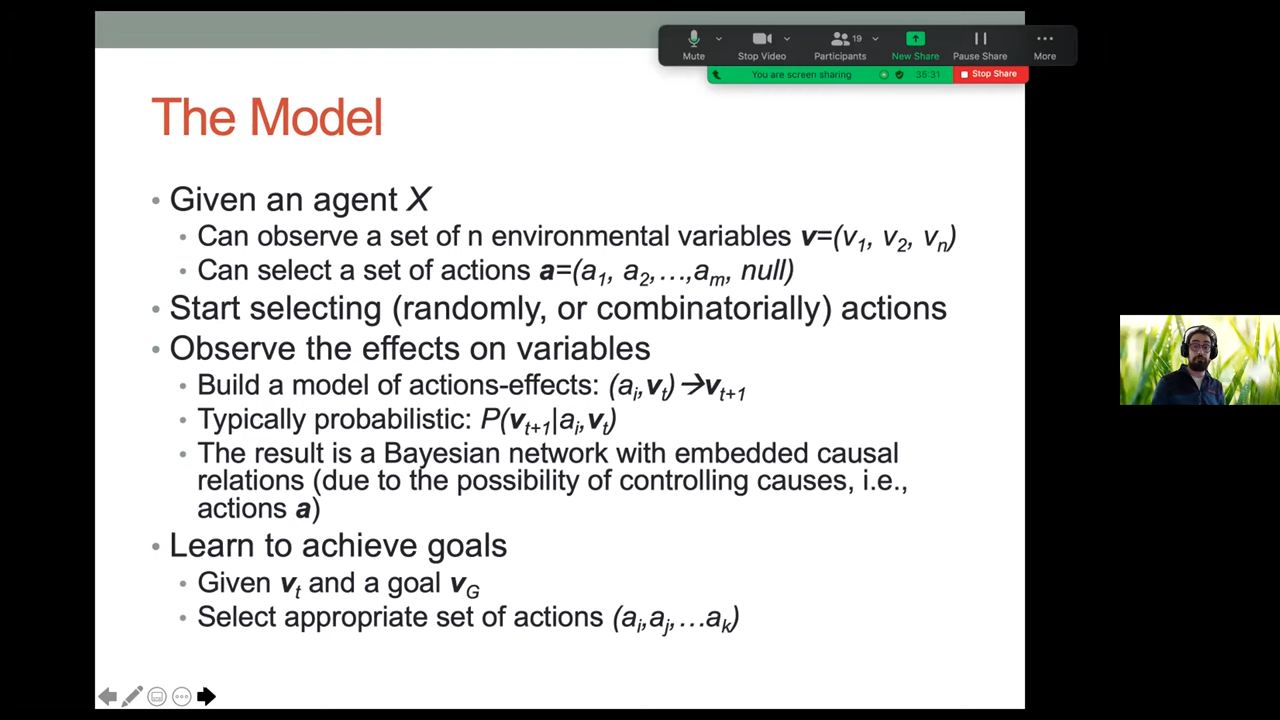 19
Mute
Stop Video
Participants
New Share
Pause Share
More
You are screen sharing
36:31
Stop Share
The Model
• Given an agent X
• Can observe a set of n environmental variables v=(v1, v2, vn)
• Can select a set of actions a=(a1, a2,…,am, null)
• Start selecting (randomly, or combinatorially) actions
• Observe the effects on variables
• Build a model of actions-effects: (ai,vt)→vt+1
• Typically probabilistic: P(vt+1|ai,vt)
• The result is a Bayesian network with embedded causal
relations (due to the possibility of controlling causes, i.e.,
actions a)
• Learn to achieve goals
• Given vt and a goal vG
• Select appropriate set of actions (ai,aj,…ak)